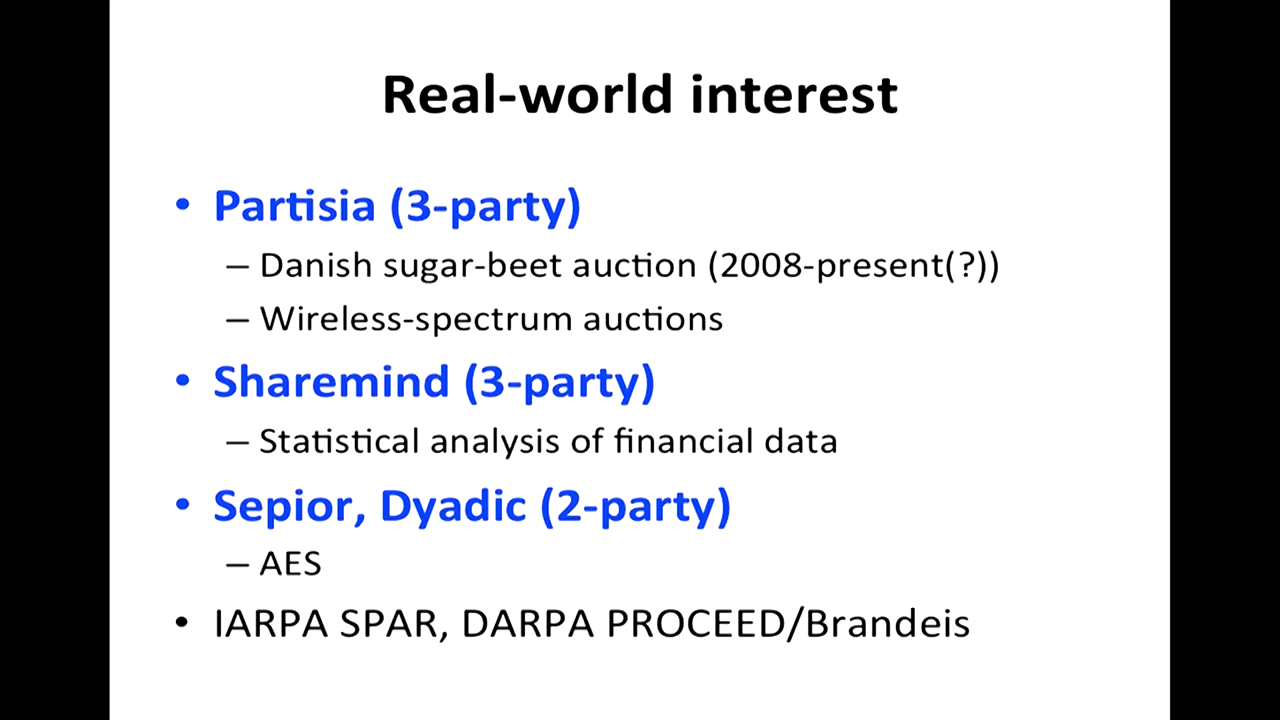 Real-world interest
• Partisia (3-party)
– Danish sugar-beet auction (2008-present(?))
– Wireless-spectrum auctions
• Sharemind (3-party)
– Statistical analysis of financial data
• Sepior, Dyadic (2-party)
– AES
• IARPA SPAR, DARPA PROCEED/Brandeis